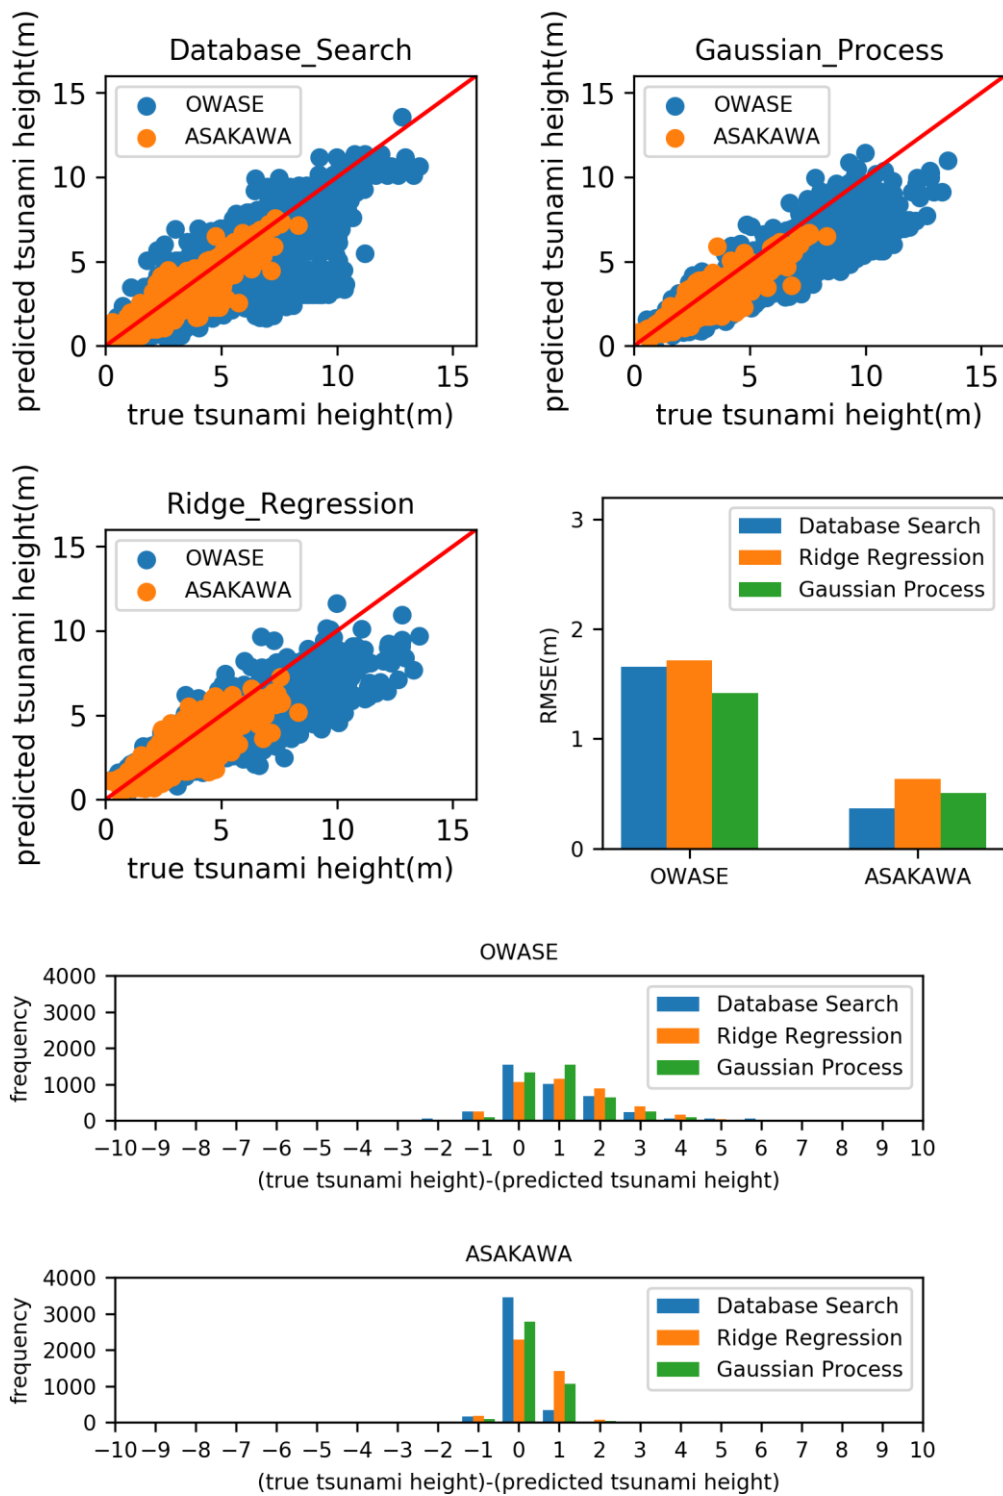 Database_Search
predicted tsunami height(m)
15
10
5
0
OWASE
ASAKAWA
0 5 10 15
true tsunami height(m)
Gaussian_Process
predicted tsunami height(m)
15
10
5
0
OWASE
ASAKAWA
0 5 10 15
true tsunami height(m)
Ridge_Regression
predicted tsunami height(m)
15
10
5
0
OWASE
ASAKAWA
0 5 10 15
true tsunami height(m)
RMSE(m)
3
2
1
0
Database Search
Ridge Regression
Gaussian Process
OWASE ASAKAWA
OWASE
frequency
4000
3000
2000
1000
0
Database Search
Ridge Regression
Gaussian Process
−10 −9 −8 −7 −6 −5 −4 −3 −2 −1 0 1 2 3 4 5 6 7 8 9 10
(true tsunami height)-(predicted tsunami height)
ASAKAWA
frequency
4000
3000
2000
1000
0
Database Search
Ridge Regression
Gaussian Process
−10 −9 −8 −7 −6 −5 −4 −3 −2 −1 0 1 2 3 4 5 6 7 8 9 10
(true tsunami height)-(predicted tsunami height)